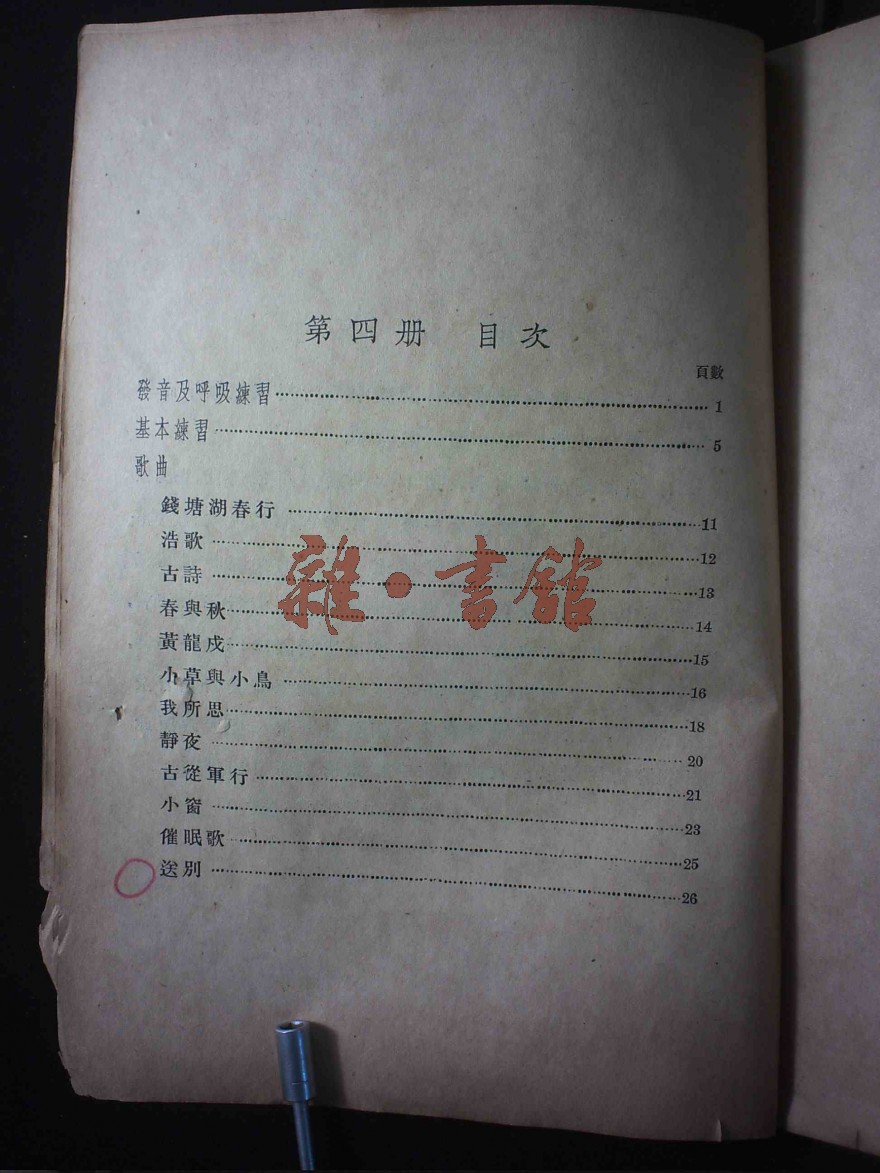 第四册 目次
頁數
發音及呼吸練習 1
基本練習 5
歌曲
錢塘湖春行 11
浩歌 12
古詩 13
春與秋 14
黃龍戍 15
小草與小鳥 16
我所思 18
靜夜 20
古從軍行 21
小窗 23
催眠歌 25
送別 26
雜·書館